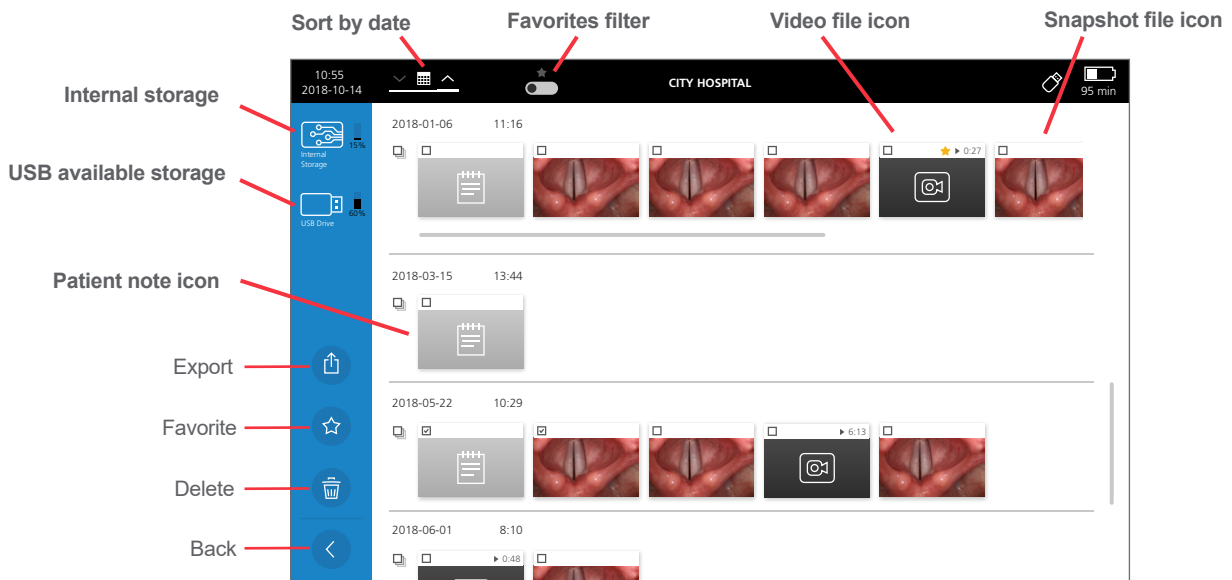 Sort by date
Favorites filter
Video file icon
Snapshot file icon
10:55
2018-10-14
CITY HOSPITAL
95 min
Internal storage
15%
Internal
Storage
USB available storage
60%
USB Drive
Patient note icon
Export
Favorite
Delete
Back
2018-01-06 11:16
0:27
2018-03-15 13:44
2018-05-22 10:29
6:13
2018-06-01 8:10
0:48